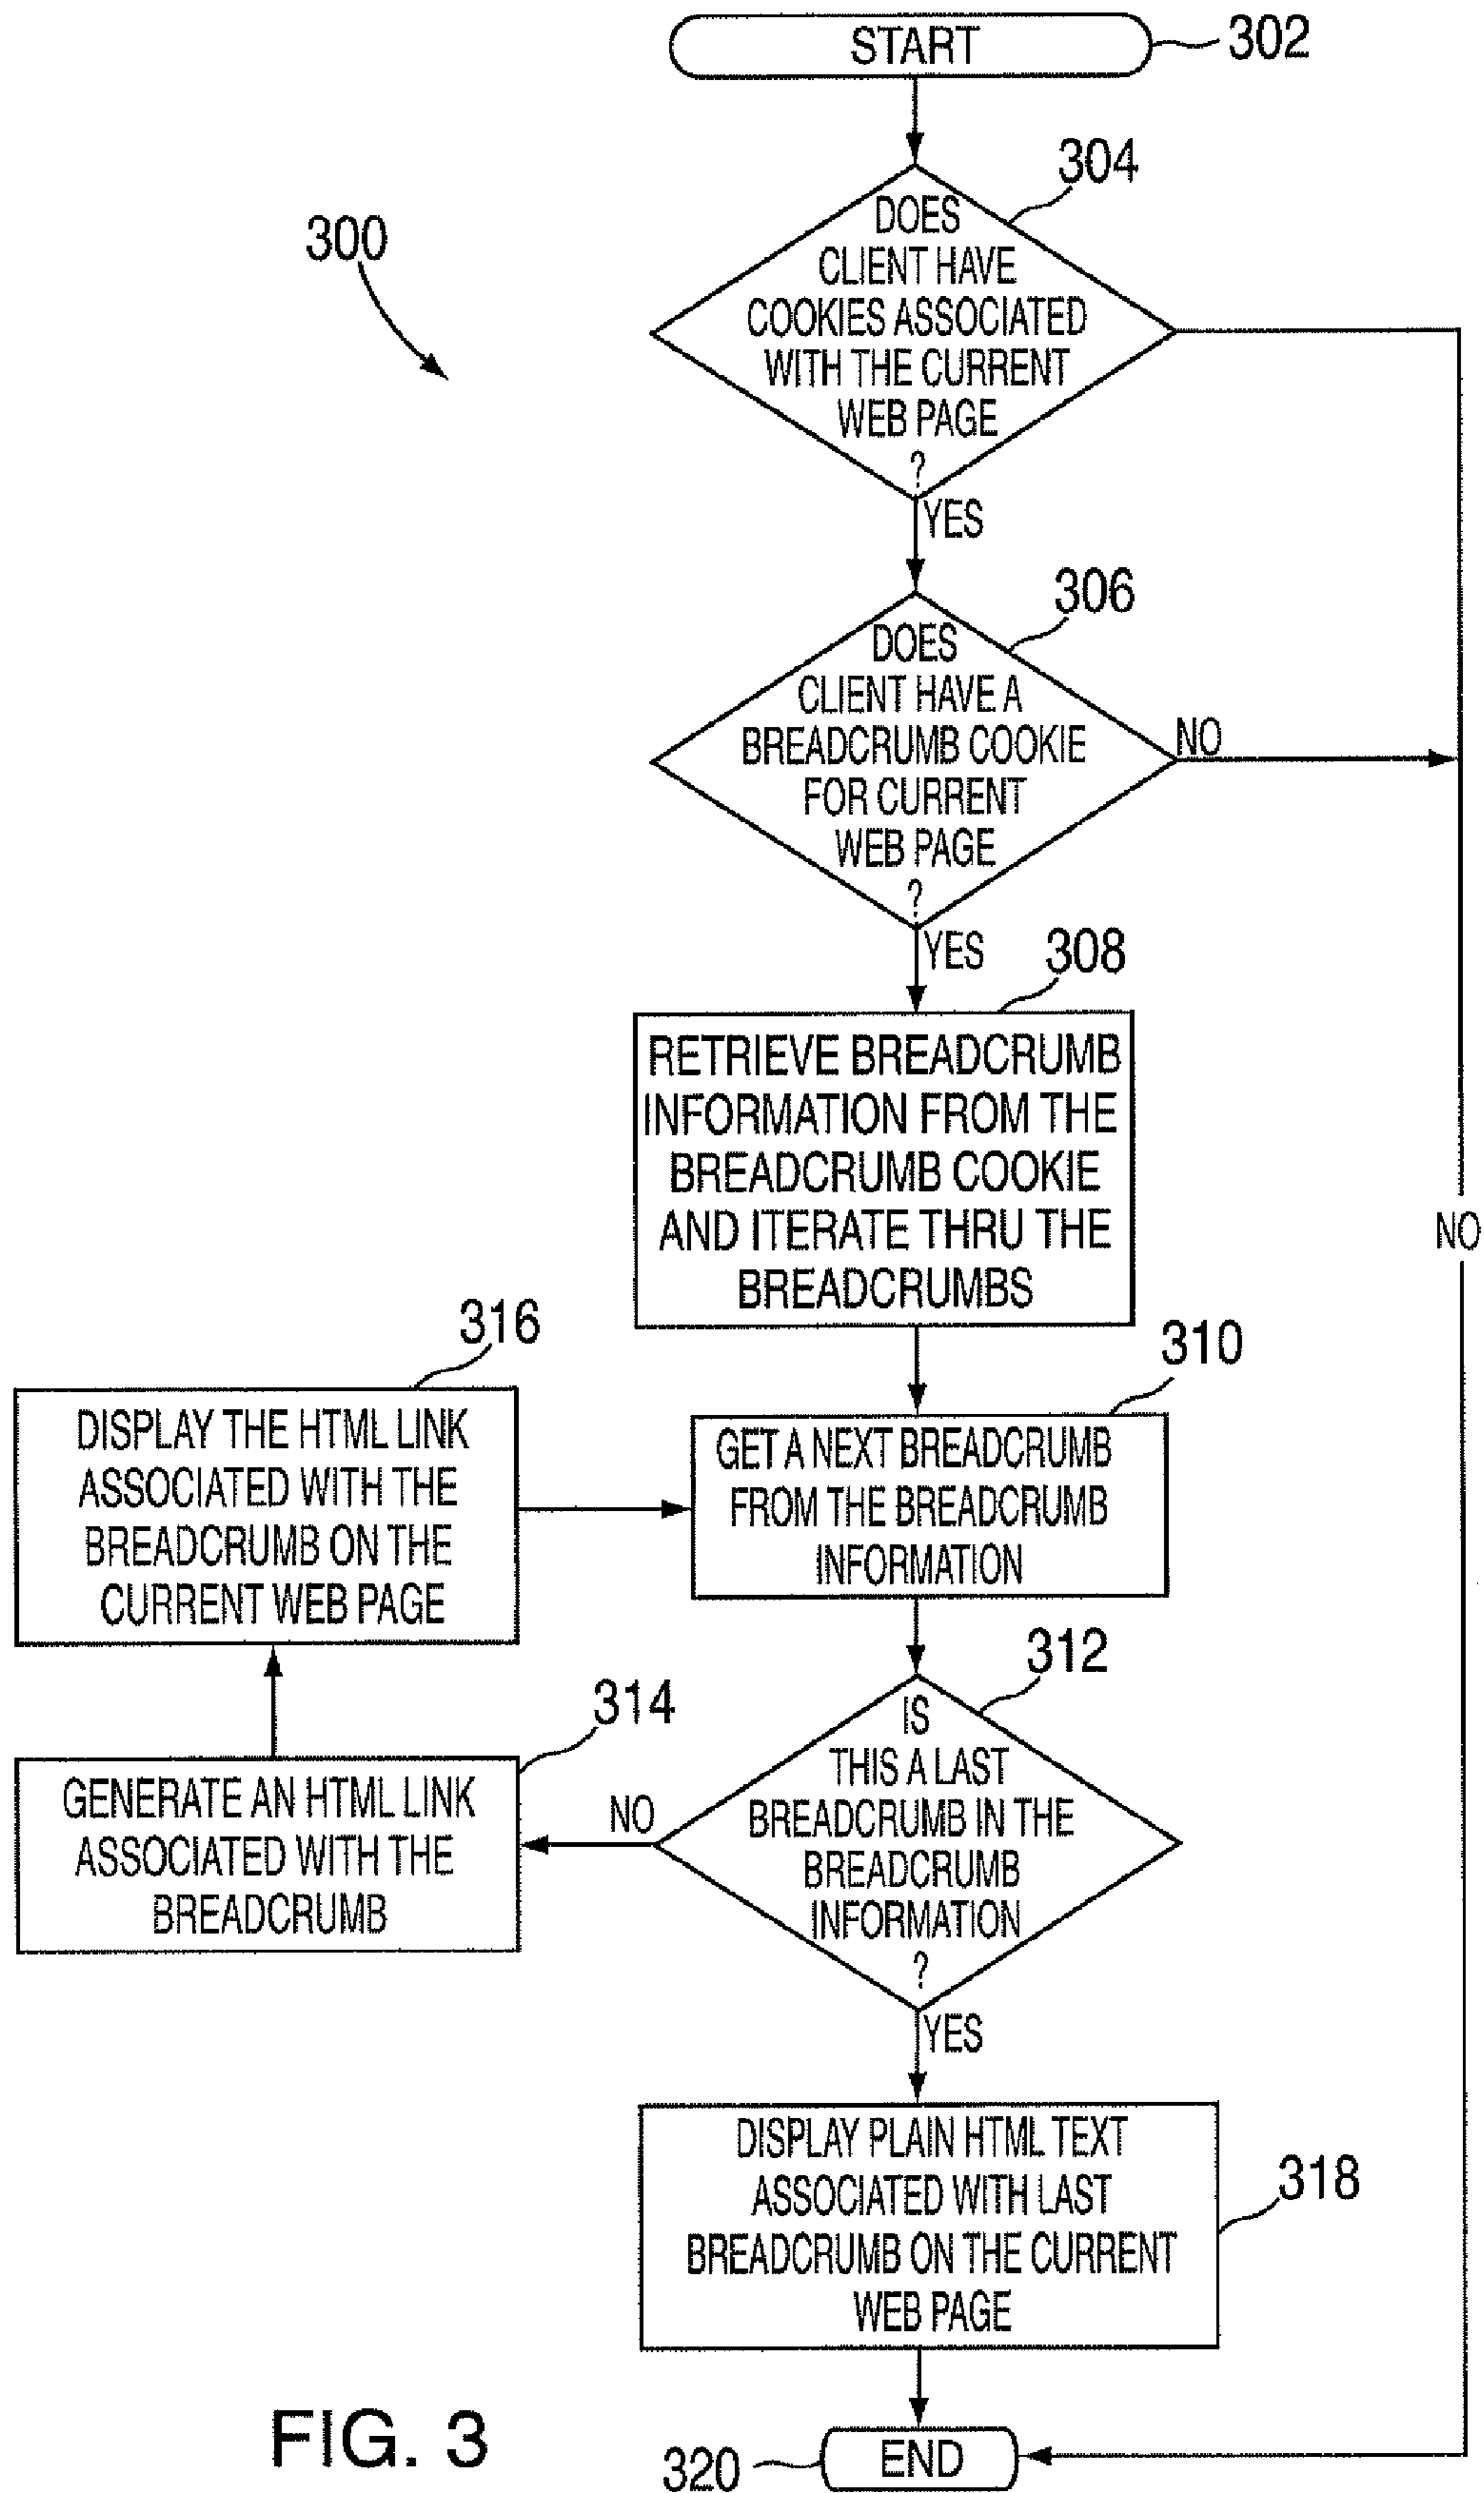 START
302
304
300
DOES
CLIENT HAVE
COOKIES ASSOCIATED
WITH THE CURRENT
WEB PAGE
?
YES
306
DOES
CLIENT HAVE A
BREADCRUMB COOKIE
FOR CURRENT
WEB PAGE
?
NO
YES
308
RETRIEVE BREADCRUMB
INFORMATION FROM THE
BREADCRUMB COOKIE
AND ITERATE THRU THE
BREADCRUMBS
NO
316
310
DISPLAY THE HTML LINK
ASSOCIATED WITH THE
BREADCRUMB ON THE
CURRENT WEB PAGE
GET A NEXT BREADCRUMB
FROM THE BREADCRUMB
INFORMATION
312
314
IS
THIS A LAST
BREADCRUMB IN THE
BREADCRUMB
INFORMATION
?
NO
GENERATE AN HTML LINK
ASSOCIATED WITH THE
BREADCRUMB
YES
DISPLAY PLAIN HTML TEXT
ASSOCIATED WITH LAST
BREADCRUMB ON THE CURRENT
WEB PAGE
318
FIG. 3
320
END